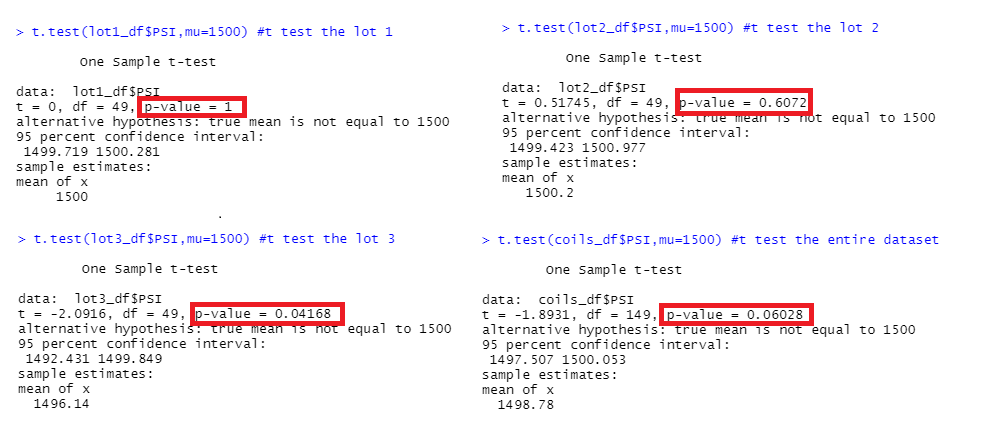 > t.test(lot1_df$PSI,mu=1500) #t test the lot 1
One Sample t-test
data:  lot1_df$PSI
t = 0, df = 49, p-value = 1
alternative hypothesis: true mean is not equal to 1500
95 percent confidence interval:
1499.719 1500.281
sample estimates:
mean of x
1500
> t.test(lot2_df$PSI,mu=1500) #t test the lot 2
One Sample t-test
data:  lot2_df$PSI
t = 0.51745, df = 49, p-value = 0.6072
alternative hypothesis: true mean is not equal to 1500
95 percent confidence interval:
1499.423 1500.977
sample estimates:
mean of x
1500.2
> t.test(lot3_df$PSI,mu=1500) #t test the lot 3
One Sample t-test
data:  lot3_df$PSI
t = -2.0916, df = 49, p-value = 0.04168
alternative hypothesis: true mean is not equal to 1500
95 percent confidence interval:
1492.431 1499.849
sample estimates:
mean of x
1496.14
> t.test(coils_df$PSI,mu=1500) #t test the entire dataset
One Sample t-test
data:  coils_df$PSI
t = -1.8931, df = 149, p-value = 0.06028
alternative hypothesis: true mean is not equal to 1500
95 percent confidence interval:
1497.507 1500.053
sample estimates:
mean of x
1498.78